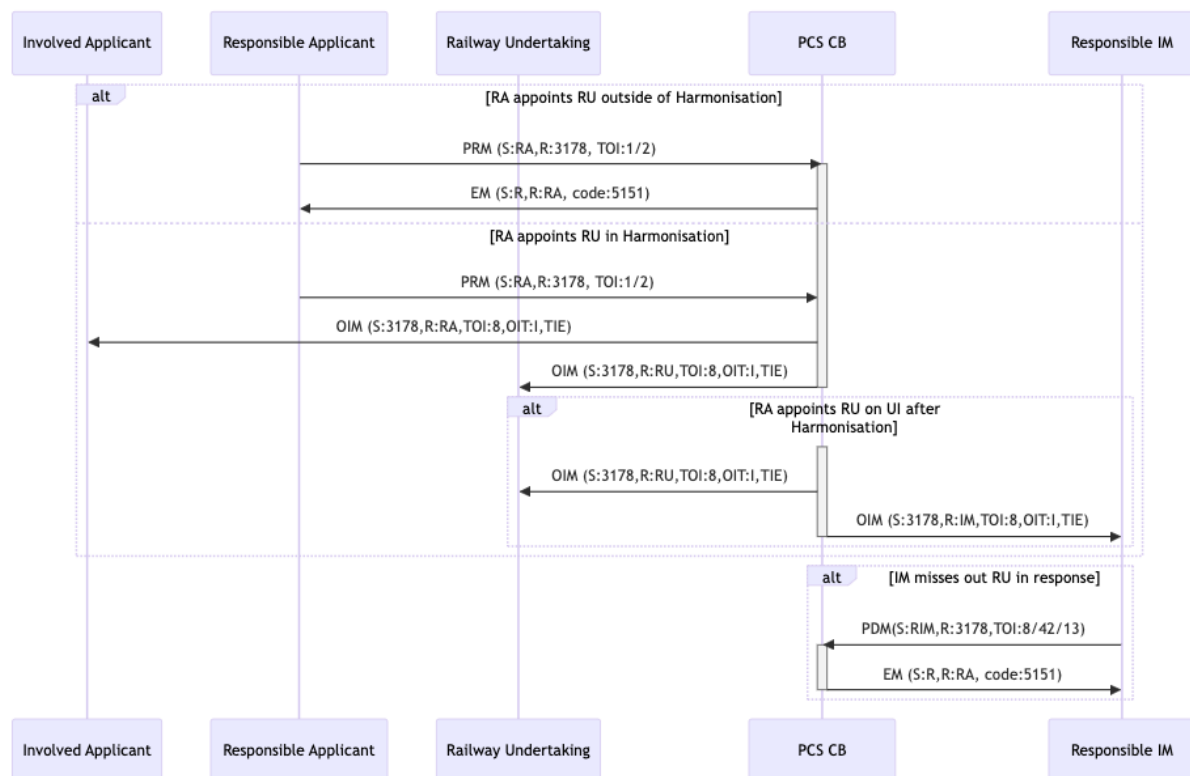 Involved Applicant
Responsible Applicant
Railway Undertaking
PCS CB
Responsible IM
alt
[RA appoints RU outside of Harmonisation]
PRM (S:RA,R:3178, TOI:1/2)
EM (S:R,R:RA, code:5151)
[RA appoints RU in Harmonisation]
PRM (S:RA,R:3178, TOI:1/2)
OIM (S:3178,R:RA,TOI:8,OIT:I,TIE)
OIM (S:3178,R:RU,TOI:8,OIT:I,TIE)
alt
[RA appoints RU on UI after
Harmonisation]
OIM (S:3178,R:RU,TOI:8,OIT:I,TIE)
OIM (S:3178,R:IM,TOI:8,OIT:I,TIE)
alt
[IM misses out RU in response]
PDM(S:RIM,R:3178,TOI:8/42/13)
EM (S:R,R:RA, code:5151)
Involved Applicant
Responsible Applicant
Railway Undertaking
PCS CB
Responsible IM